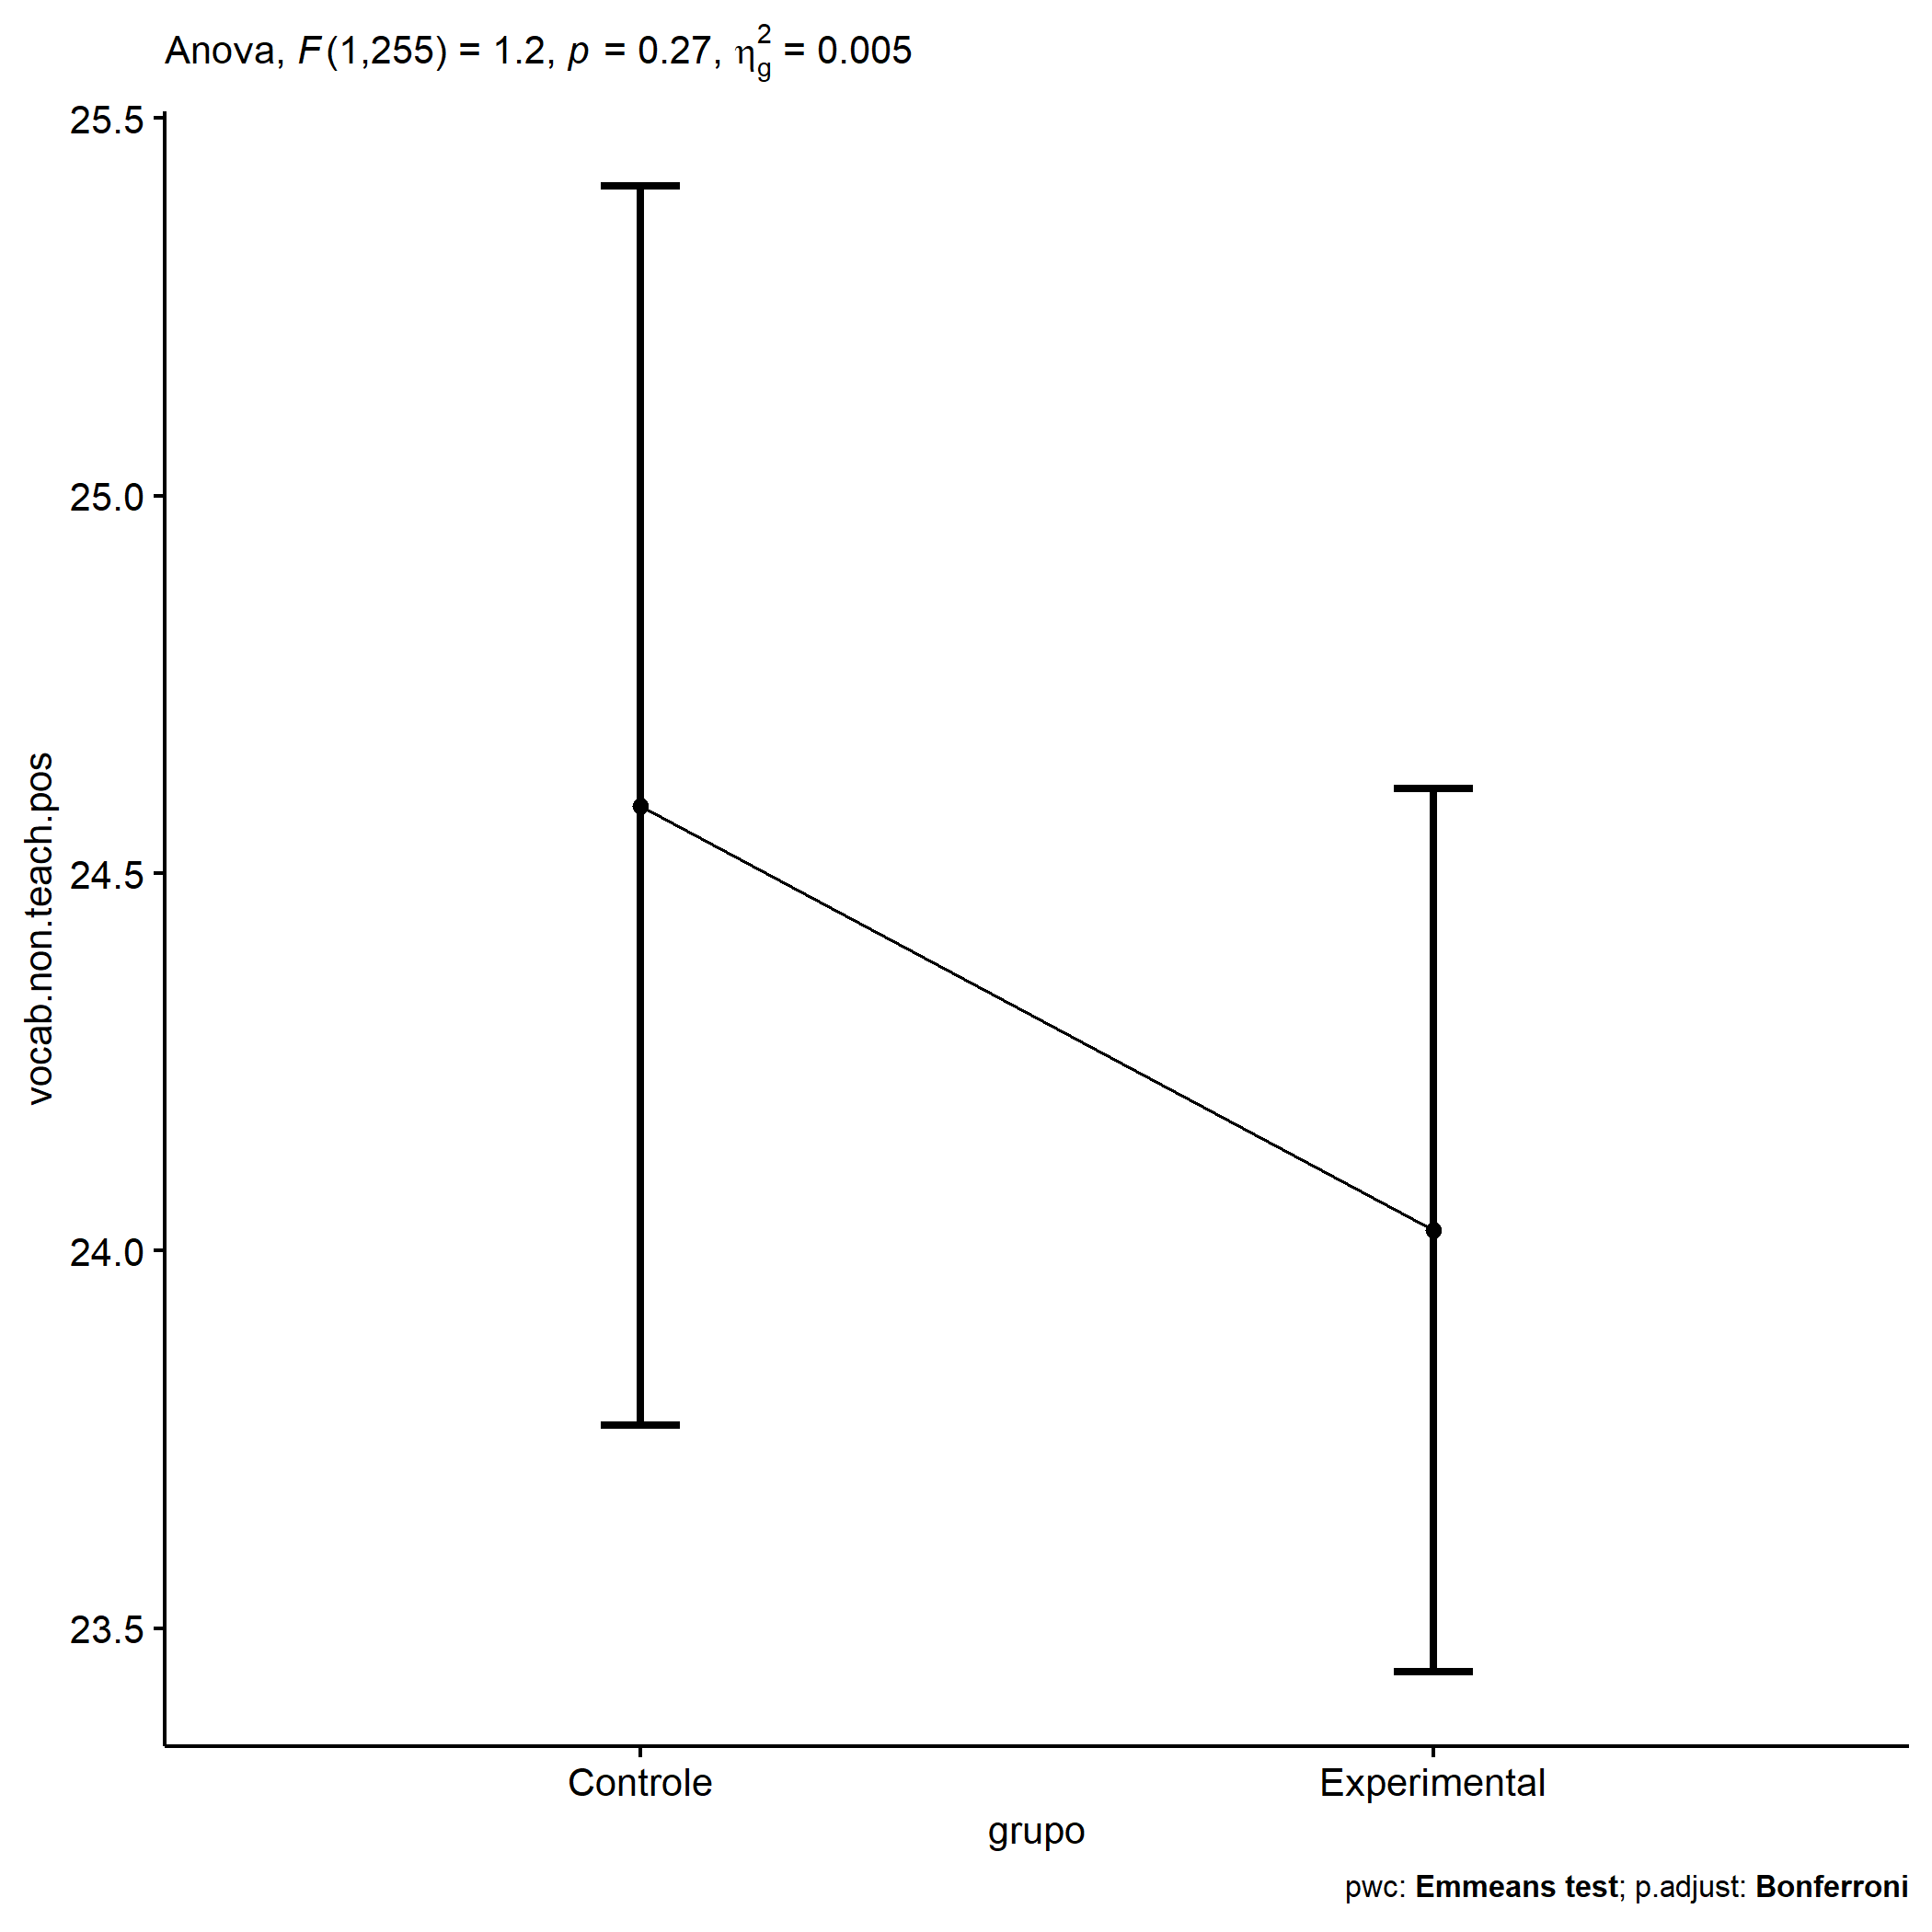 Anova, F(1,255) = 1.2, p = 0.27, η²g = 0.005
25.5
25.0
24.5
24.0
23.5
vocab.non.teach.pos
Controle
Experimental
grupo
pwc: Emmeans test; p.adjust: Bonferroni